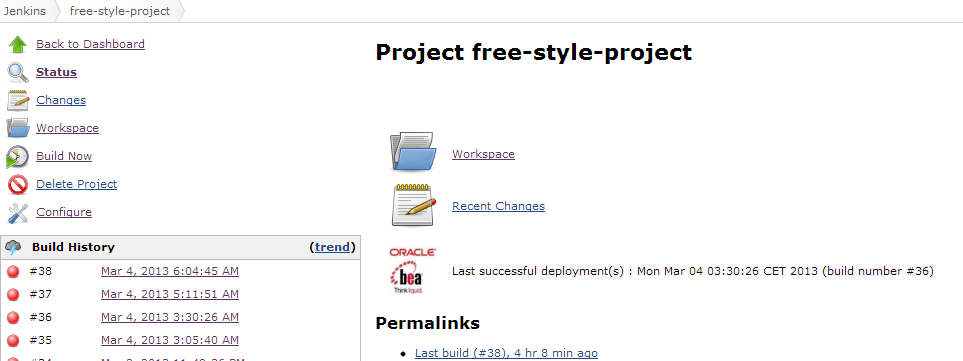 Jenkins free-style-project
Back to Dashboard
Status
Changes
Workspace
Build Now
Delete Project
Configure
Build History (trend)
#38 Mar 4, 2013 6:04:45 AM
#37 Mar 4, 2013 5:11:51 AM
#36 Mar 4, 2013 3:30:26 AM
#35 Mar 4, 2013 3:05:40 AM
Project free-style-project
Workspace
Recent Changes
ORACLE
bea
Think liquid.
Last successful deployment(s) : Mon Mar 04 03:30:26 CET 2013 (build number #36)
Permalinks
Last build (#38), 4 hr 8 min ago